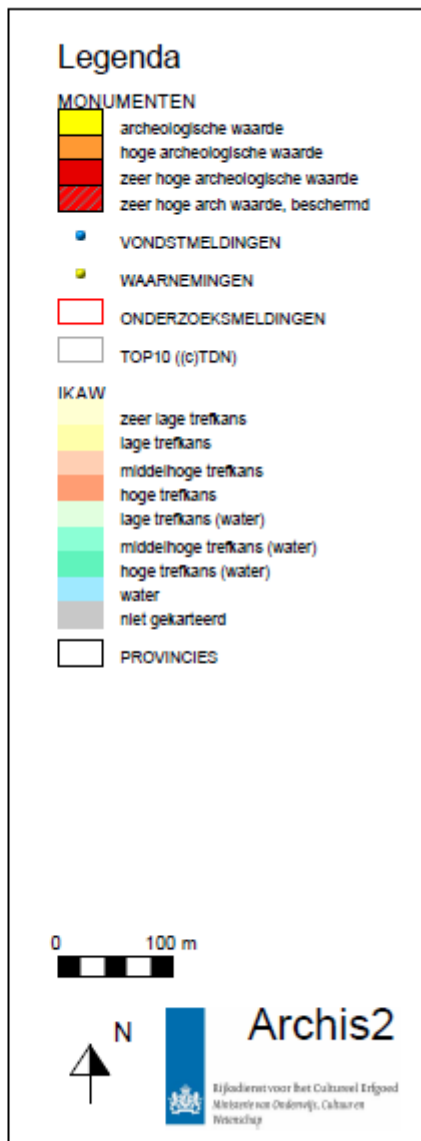 Legenda
MONUMENTEN
archeologische waarde
hoge archeologische waarde
zeer hoge archeologische waarde
zeer hoge arch waarde, beschermd
VONDSTMELDINGEN
WAARNEMINGEN
ONDERZOEKSMELDINGEN
TOP10 ((c)TDN)
IKAW
zeer lage trefkans
lage trefkans
middelhoge trefkans
hoge trefkans
lage trefkans (water)
middelhoge trefkans (water)
hoge trefkans (water)
water
niet gekarteerd
PROVINCIES
0 100 m
N
Archis2
Rijksdienst voor het Cultureel Erfgoed
Ministerie van Onderwijs, Cultuur en
Wetenschap